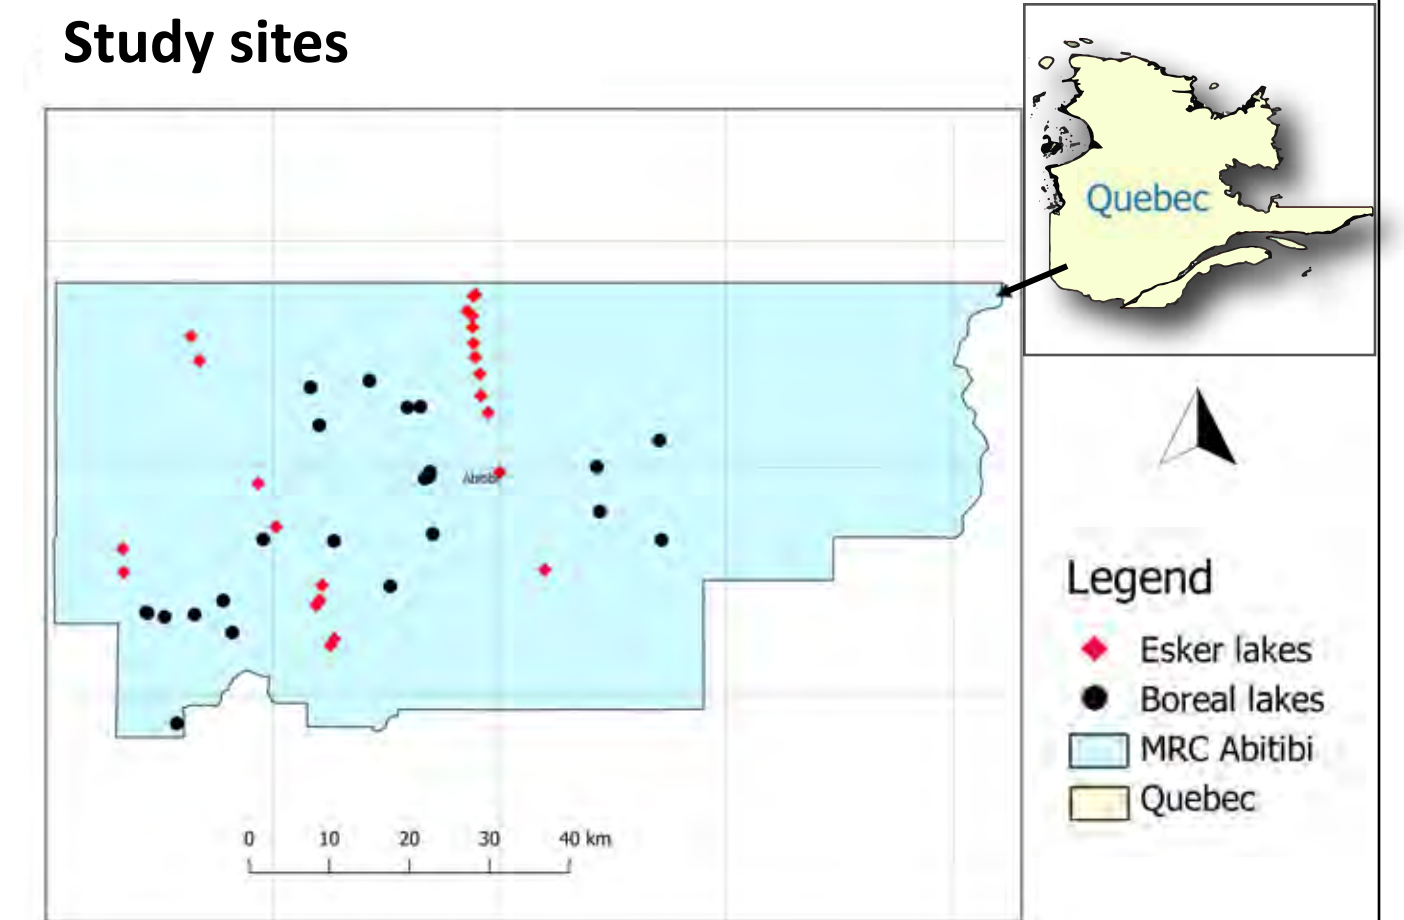 Study sites
Quebec
Abitibi
Legend
Esker lakes
Boreal lakes
MRC Abitibi
Quebec
0 10 20 30 40 km